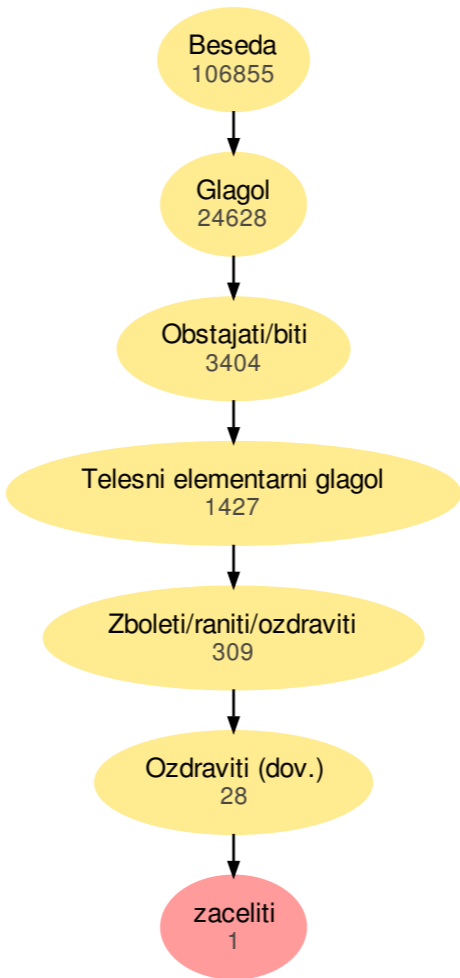 Beseda
106855
Glagol
24628
Obstajati/biti
3404
Telesni elementarni glagol
1427
Zboleti/raniti/ozdraviti
309
Ozdraviti (dov.)
28
zaceliti
1